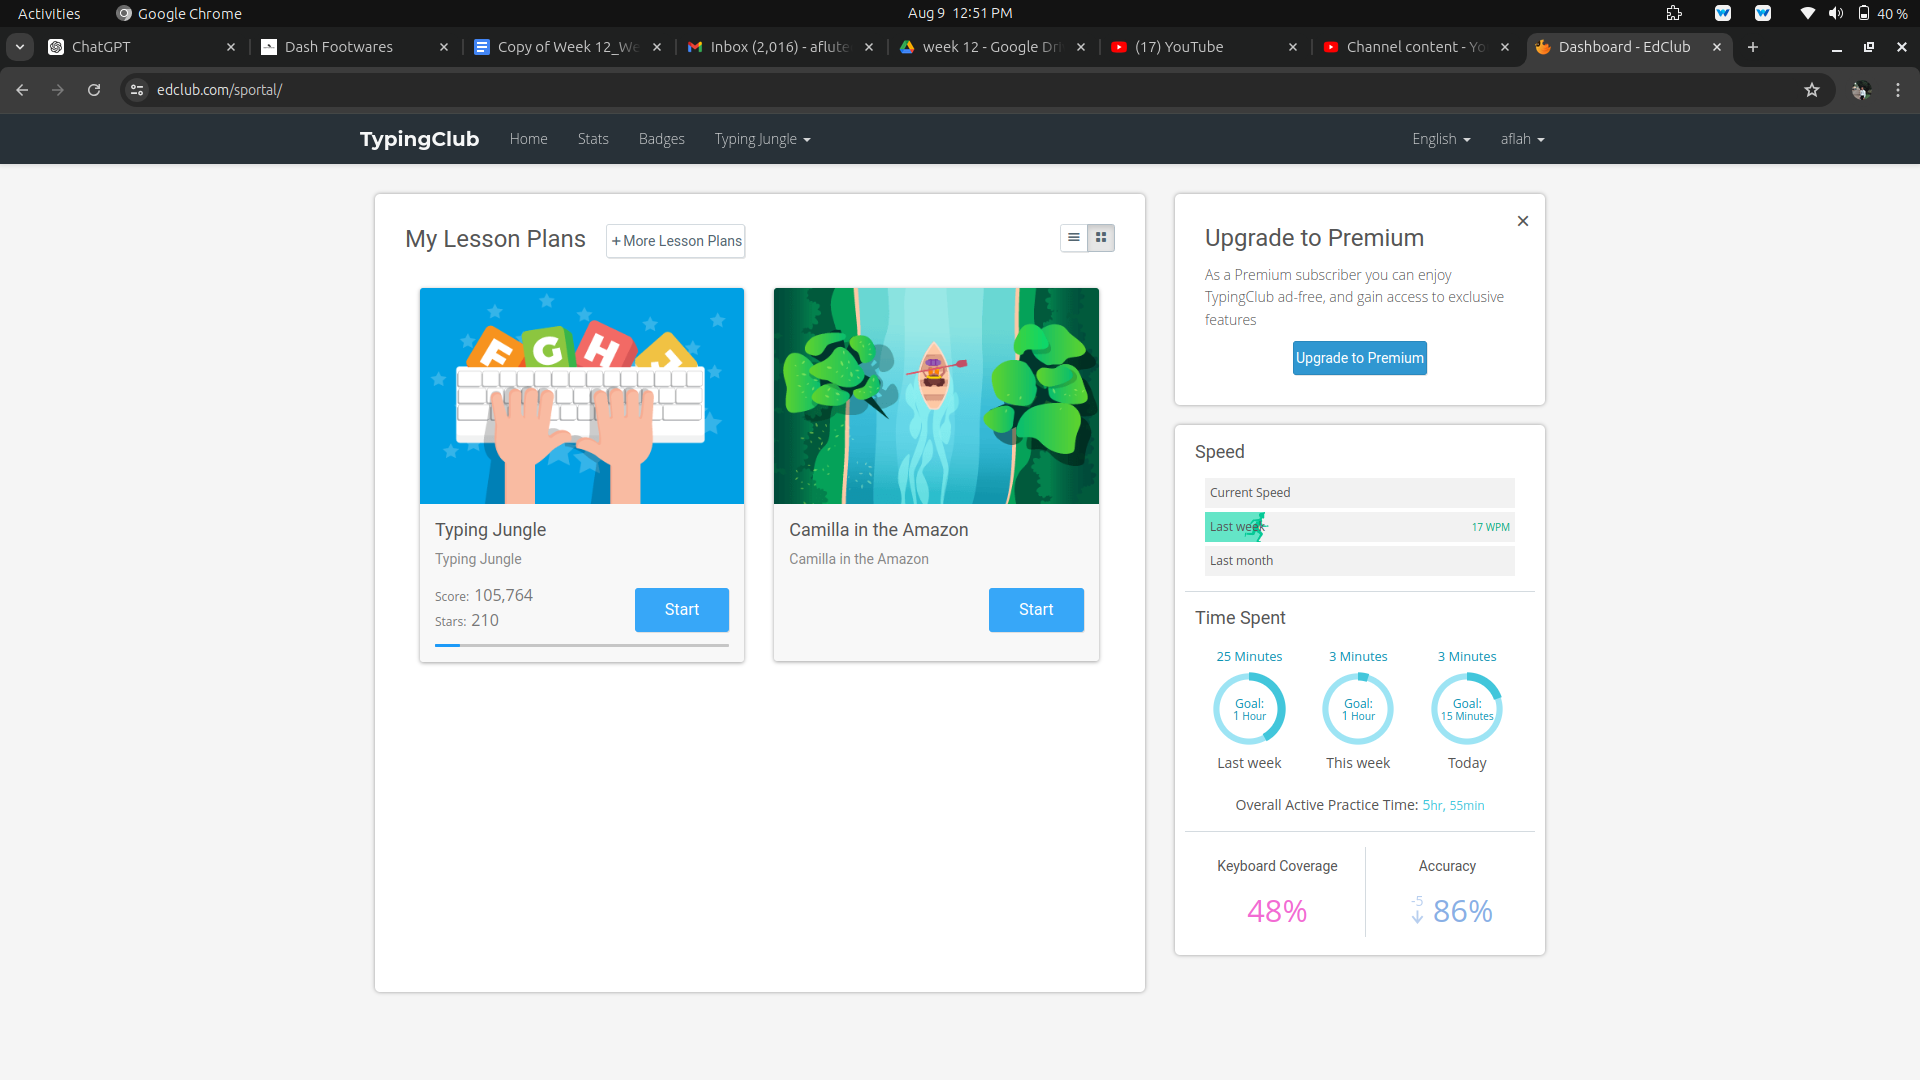 Activities
Google Chrome
Aug 9 12:51 PM
40 %
ChatGPT
Dash Footwares
Copy of Week 12_We
Inbox (2,016) - aflute
week 12 - Google Dri
(17) YouTube
Channel content - Yo
Dashboard - EdClub
edclub.com/sportal/
TypingClub
Home
Stats
Badges
Typing Jungle
English
aflah
My Lesson Plans
+ More Lesson Plans
F G H J
Typing Jungle
Typing Jungle
Score: 105,764
Stars: 210
Start
Camilla in the Amazon
Camilla in the Amazon
Start
Upgrade to Premium
As a Premium subscriber you can enjoy
TypingClub ad-free, and gain access to exclusive
features
Upgrade to Premium
Speed
Current Speed
Last week
17 WPM
Last month
Time Spent
25 Minutes
3 Minutes
3 Minutes
Goal:
1 Hour
Goal:
1 Hour
Goal:
15 Minutes
Last week
This week
Today
Overall Active Practice Time: 5hr, 55min
Keyboard Coverage
Accuracy
48%
-5
86%